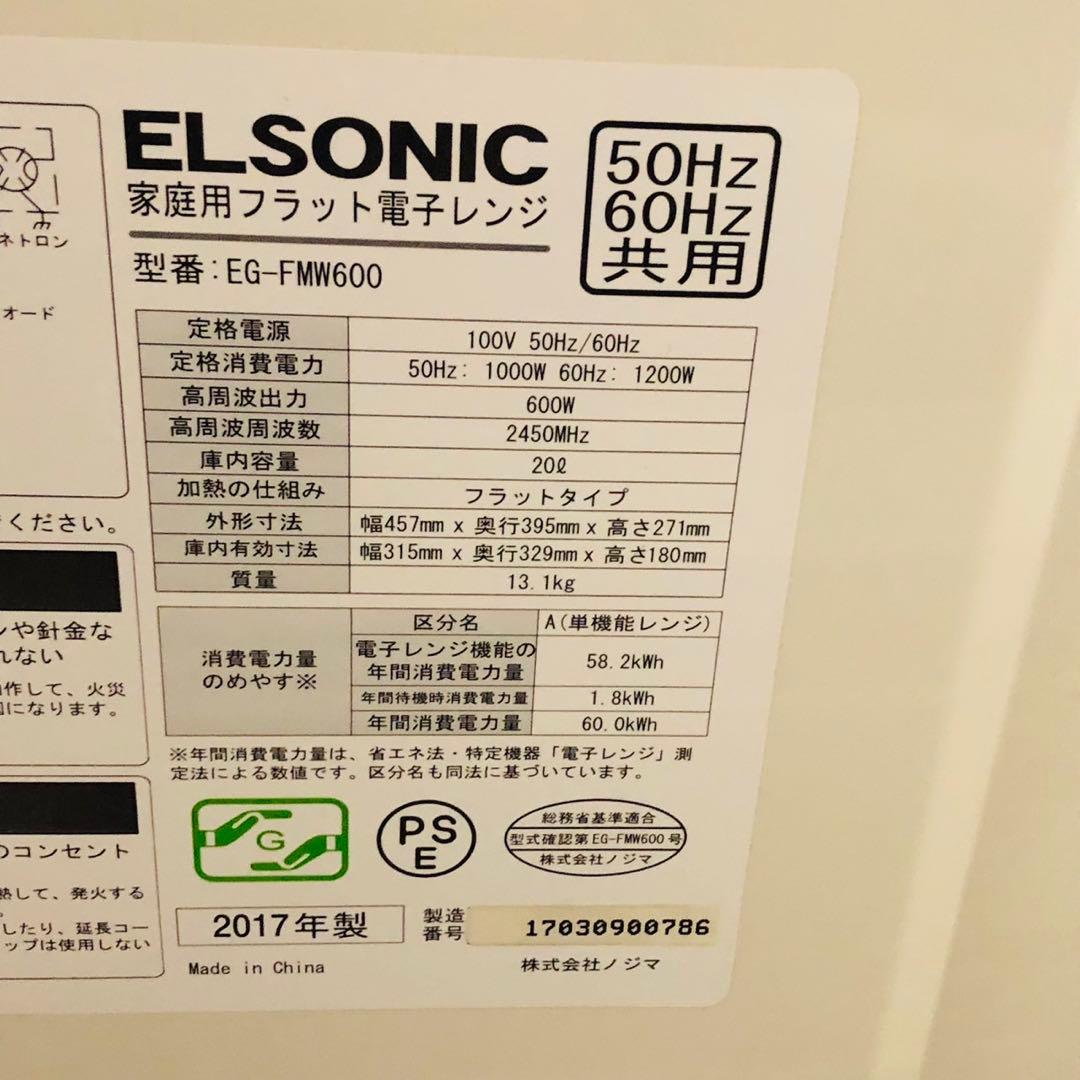 ネトロン
オード
ください。
ンや針金な
れない
作して、火災
になります。
のコンセント
熱して、発火する
したり、延長コー
ップは使用しない
ELSONIC
家庭用フラット電子レンジ
型番:EG-FMW600
50Hz
60Hz
共用
定格電源 100V 50Hz/60Hz
定格消費電力 50Hz: 1000W 60Hz: 1200W
高周波出力 600W
高周波周波数 2450MHz
庫内容量 20ℓ
加熱の仕組み フラットタイプ
外形寸法 幅457mm x 奥行395mm x 高さ271mm
庫内有効寸法 幅315mm x 奥行329mm x 高さ180mm
質量 13.1kg
消費電力量
のめやす※
区分名 A(単機能レンジ)
電子レンジ機能の
年間消費電力量 58.2kWh
年間待機時消費電力量 1.8kWh
年間消費電力量 60.0kWh
※年間消費電力量は、省エネ法・特定機器「電子レンジ」測
定法による数値です。区分名も同法に基づいています。
G
PS
E
総務省基準適合
型式確認第EG-FMW600号
株式会社ノジマ
2017年製
製造
番号
17030900786
Made in China
株式会社ノジマ